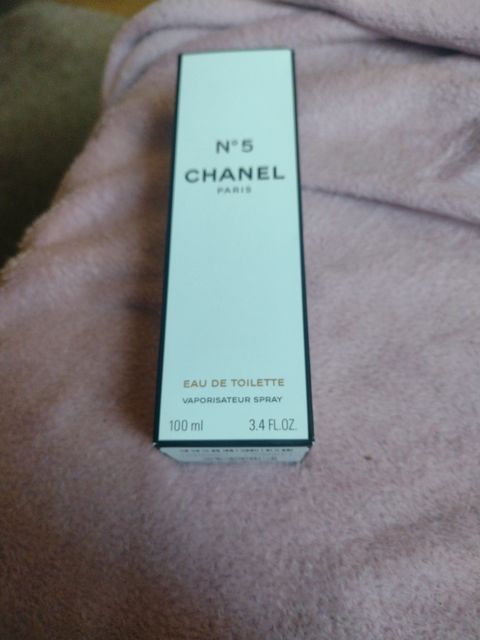 N°5
CHANEL
PARIS
EAU DE TOILETTE
VAPORISATEUR SPRAY
100 ml 3.4 FL.OZ.